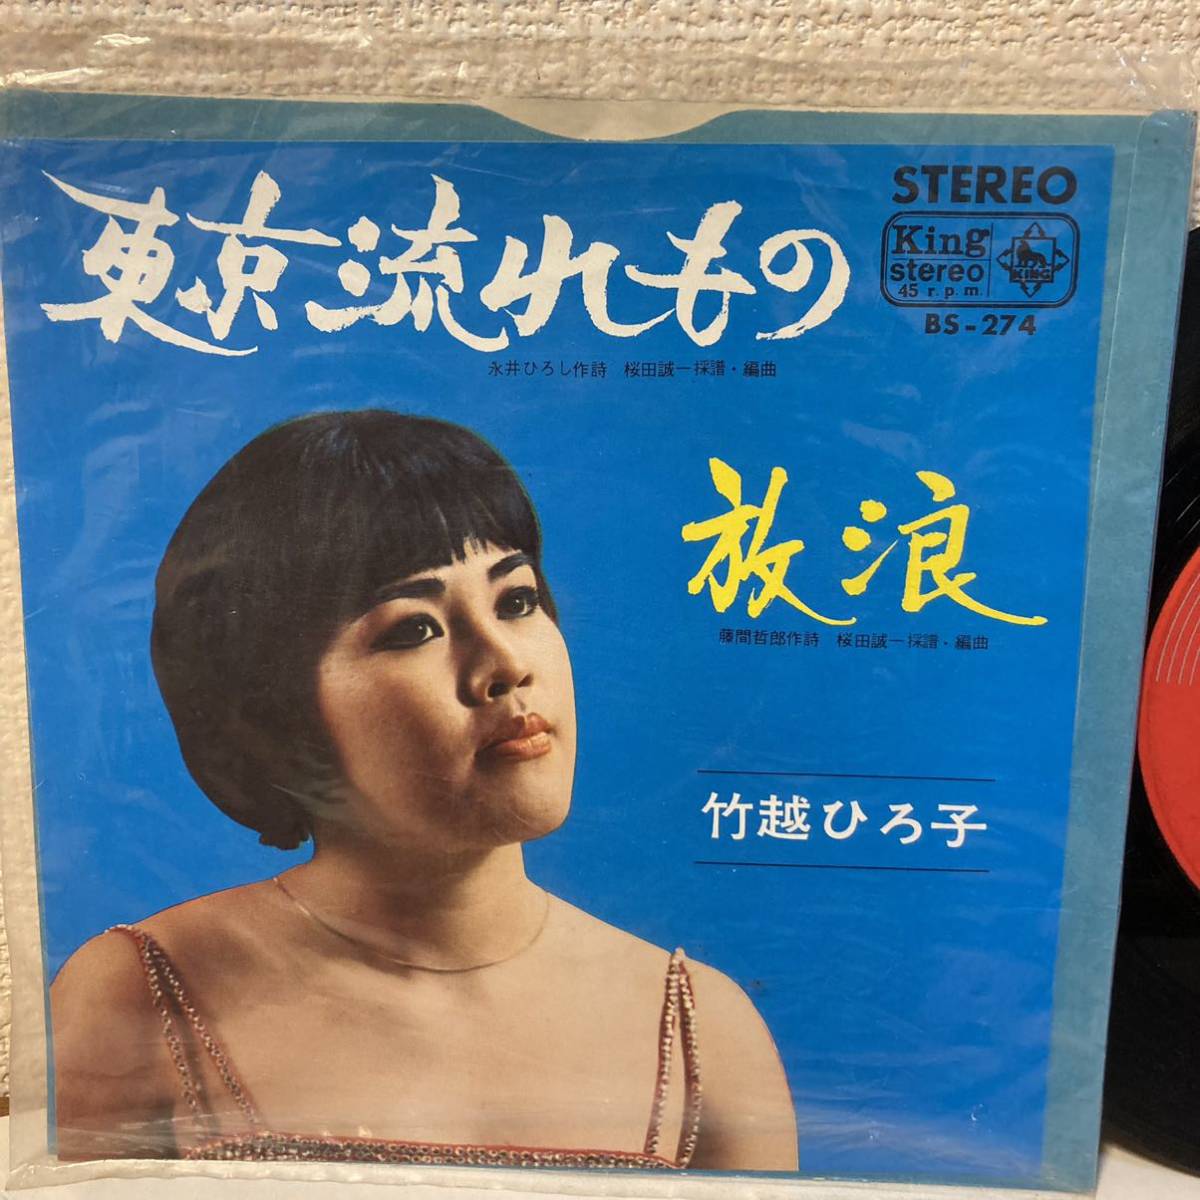 STEREO
King
stereo
45 r.p.m.
KING
BS-274
東京流れもの
永井ひろし作詩 桜田誠一採譜・編曲
放浪
藤間哲郎作詩 桜田誠一採譜・編曲
竹越ひろ子